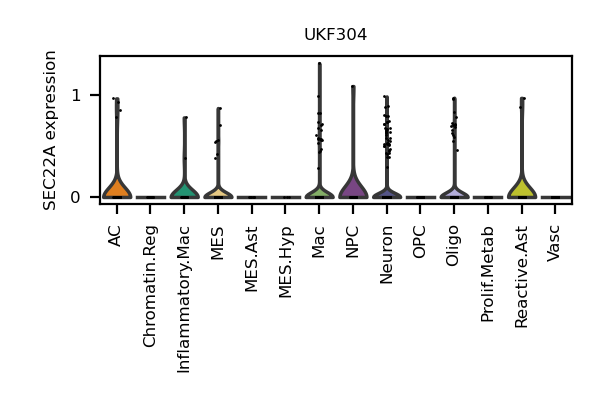 UKF304
SEC22A expression
1
0
AC
Chromatin.Reg
Inflammatory.Mac
MES
MES.Ast
MES.Hyp
Mac
NPC
Neuron
OPC
Oligo
Prolif.Metab
Reactive.Ast
Vasc